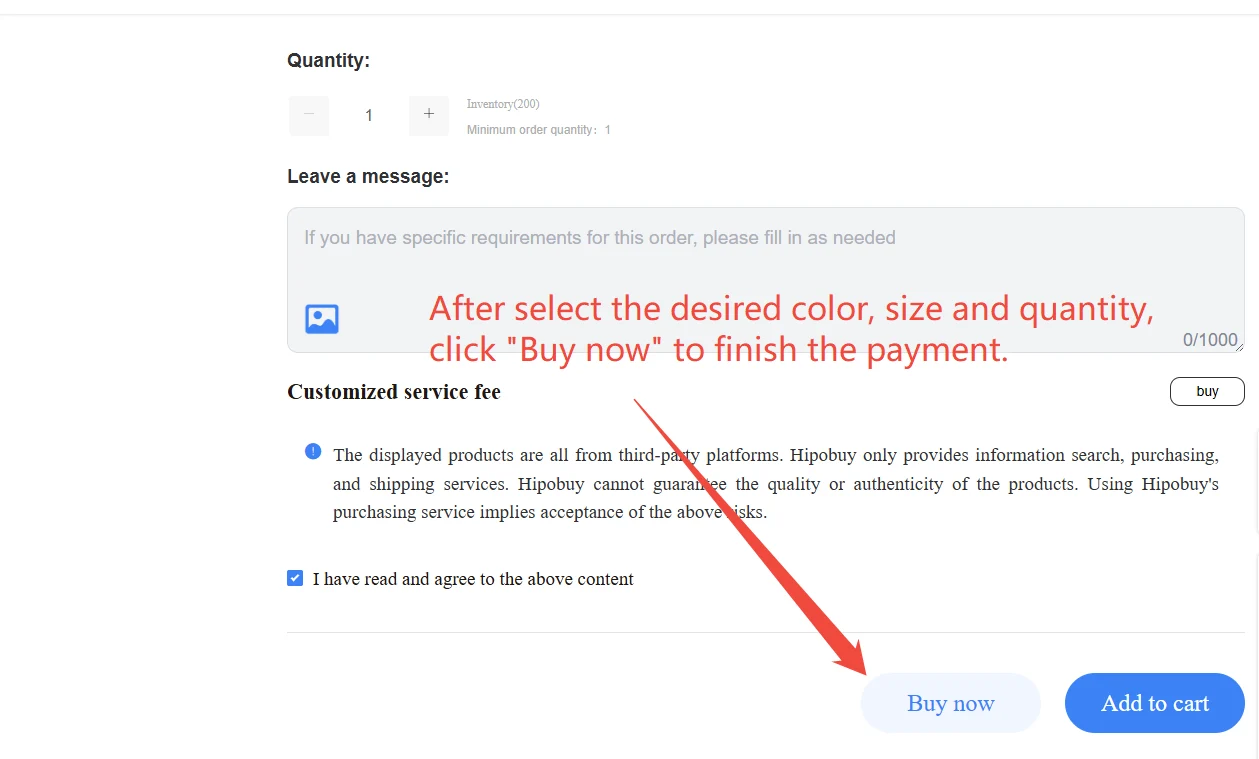 Quantity:
− 1 + Inventory(200)
Minimum order quantity：1
Leave a message:
If you have specific requirements for this order, please fill in as needed
After select the desired color, size and quantity,
click "Buy now" to finish the payment.
0/1000
Customized service fee
buy
The displayed products are all from third-party platforms. Hipobuy only provides information search, purchasing,
and shipping services. Hipobuy cannot guarantee the quality or authenticity of the products. Using Hipobuy's
purchasing service implies acceptance of the above risks.
I have read and agree to the above content
Buy now
Add to cart